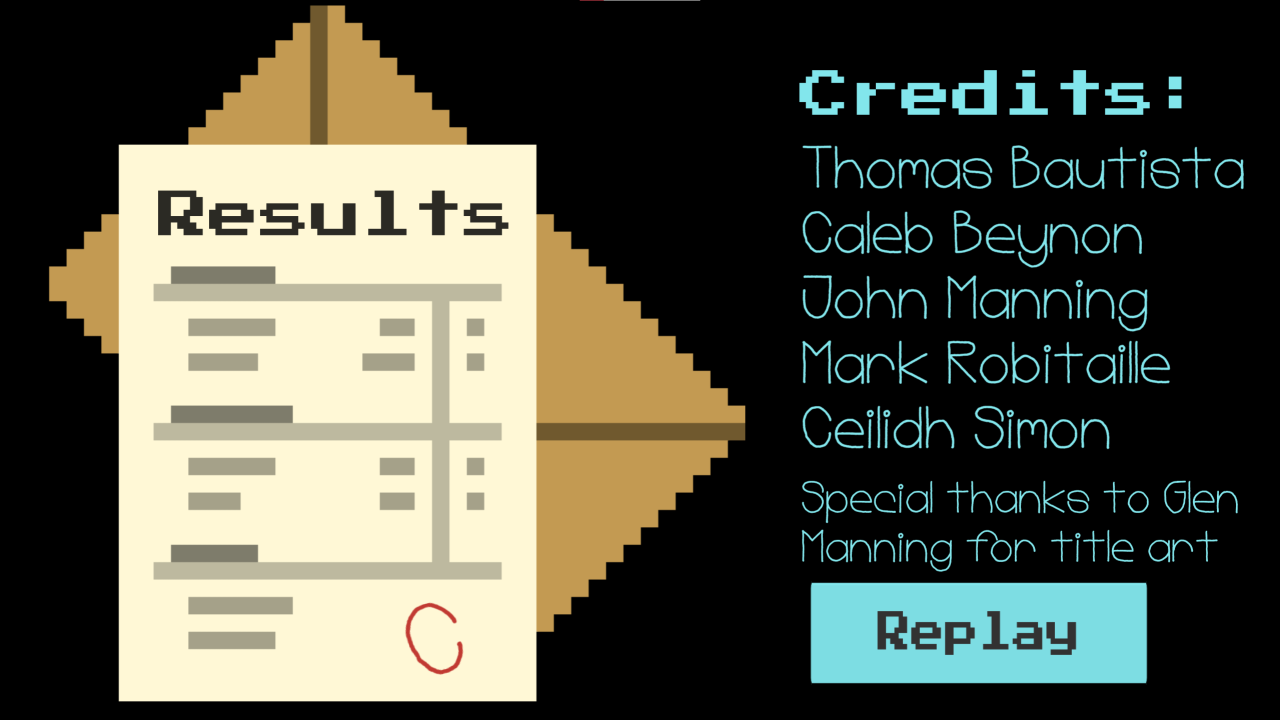 Results
C
Credits:
Thomas Bautista
Caleb Beynon
John Manning
Mark Robitaille
Ceilidh Simon
Special thanks to Glen
Manning for title art
Replay